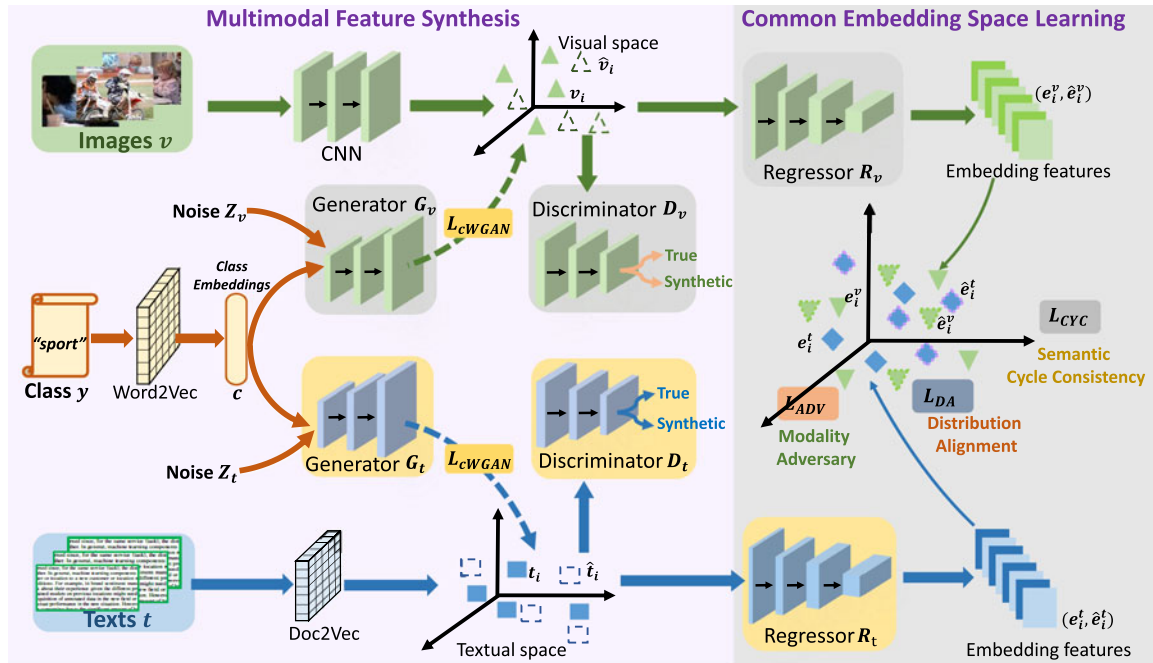 Multimodal Feature Synthesis
Common Embedding Space Learning
Images v
CNN
Visual space
v̂ᵢ
vᵢ
Regressor Rᵥ
(eᵢᵛ, êᵢᵛ)
Embedding features
Noise Zᵥ
Generator Gᵥ
L_cWGAN
Discriminator Dᵥ
True
Synthetic
Class
Embeddings
"sport"
Class y
Word2Vec
c
eᵢᵛ
êᵢᵗ
êᵢᵛ
eᵢᵗ
L_CYC
Semantic
Cycle Consistency
L_ADV
Modality
Adversary
L_DA
Distribution
Alignment
Noise Zₜ
Generator Gₜ
L_cWGAN
Discriminator Dₜ
True
Synthetic
Texts t
Doc2Vec
Textual space
tᵢ
t̂ᵢ
Regressor Rₜ
(eᵢᵗ, êᵢᵗ)
Embedding features